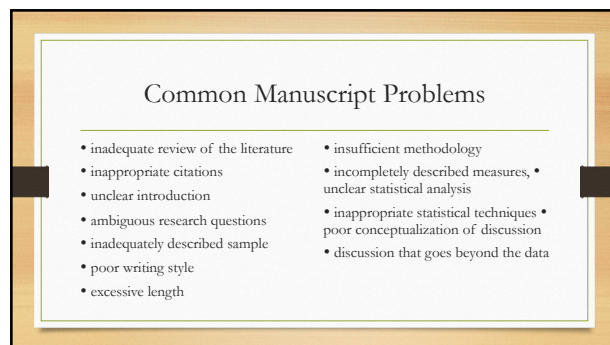 Common Manuscript Problems
• inadequate review of the literature
• inappropriate citations
• unclear introduction
• ambiguous research questions
• inadequately described sample
• poor writing style
• excessive length
• insufficient methodology
• incompletely described measures, •
unclear statistical analysis
• inappropriate statistical techniques •
poor conceptualization of discussion
• discussion that goes beyond the data